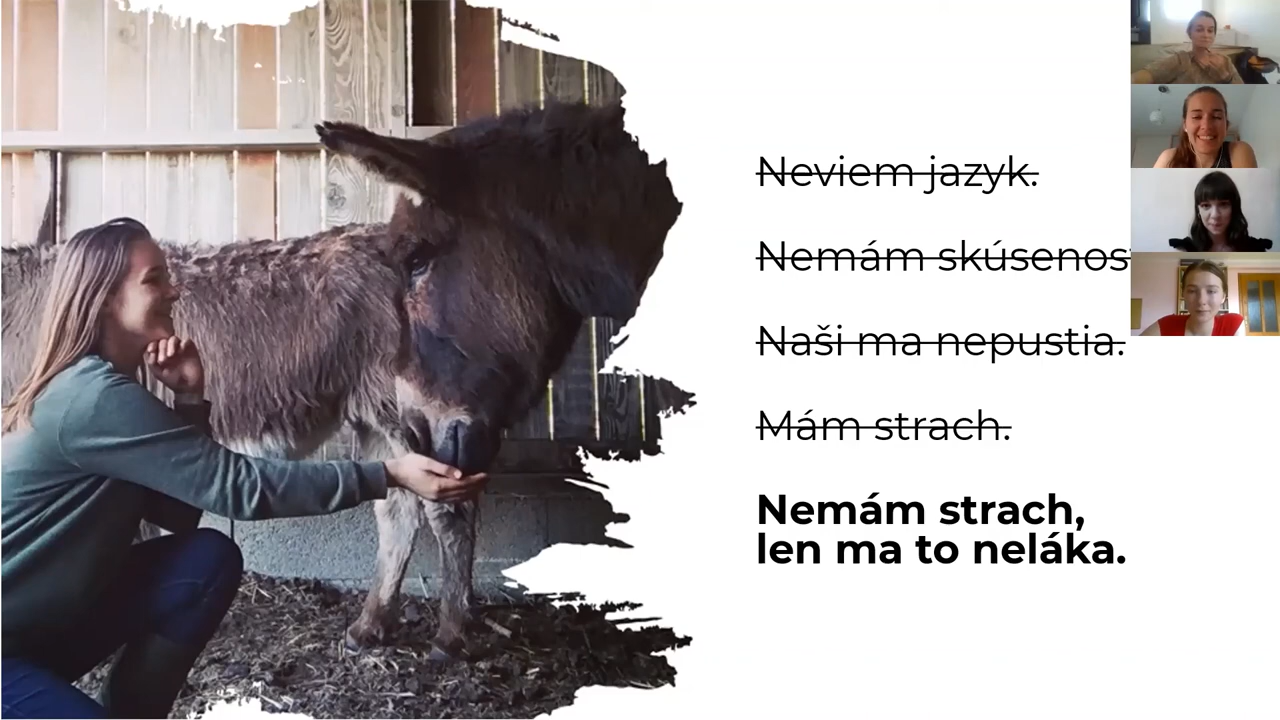 Neviem jazyk.
Nemám skúsenos
Naši ma nepustia.
Mám strach.
Nemám strach,
len ma to neláka.